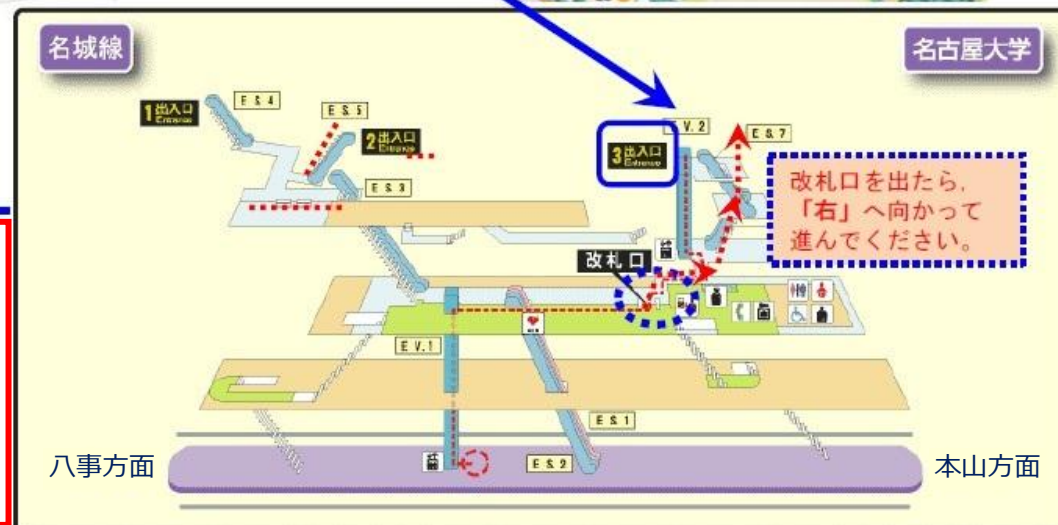 名城線
名古屋大学
1 出入口
Entrance
E S.4
E S.5
2 出入口
Entrance
E S.3
3 出入口
Entrance
E V.2
E S.7
改札口を出たら,
「右」へ向かって
進んでください。
改札口
E V.1
E S.1
E S.2
八事方面
本山方面